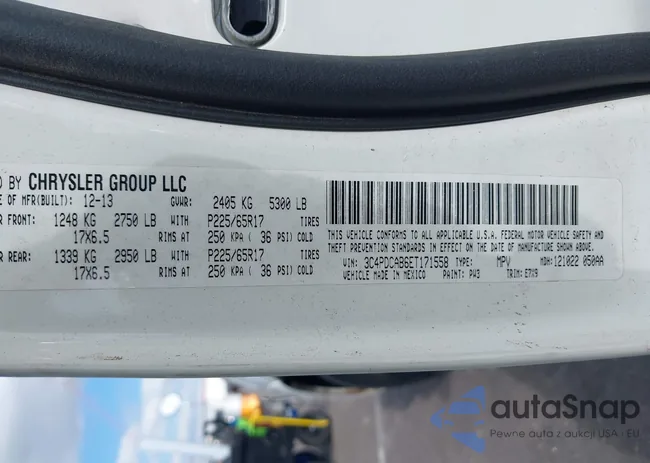 D BY CHRYSLER GROUP LLC
E OF MFR(BUILT): 12-13 GVWR: 2405 KG 5300 LB
FRONT: 1248 KG 2750 LB WITH P225/65R17 TIRES
17X6.5 RIMS AT 250 KPA ( 36 PSI) COLD
REAR: 1339 KG 2950 LB WITH P225/65R17 TIRES
17X6.5 RIMS AT 250 KPA ( 36 PSI) COLD
THIS VEHICLE CONFORMS TO ALL APPLICABLE U.S.A. FEDERAL MOTOR VEHICLE SAFETY AND
THEFT PREVENTION STANDARDS IN EFFECT ON THE DATE OF MANUFACTURE SHOWN ABOVE.
VIN: 3C4PDCAB6ET171558 TYPE: MPV MDH: 121022 050AA
VEHICLE MADE IN MEXICO PAINT: PW3 TRIM: E7X9
autaSnap
Pewne auta z aukcji USA i EU